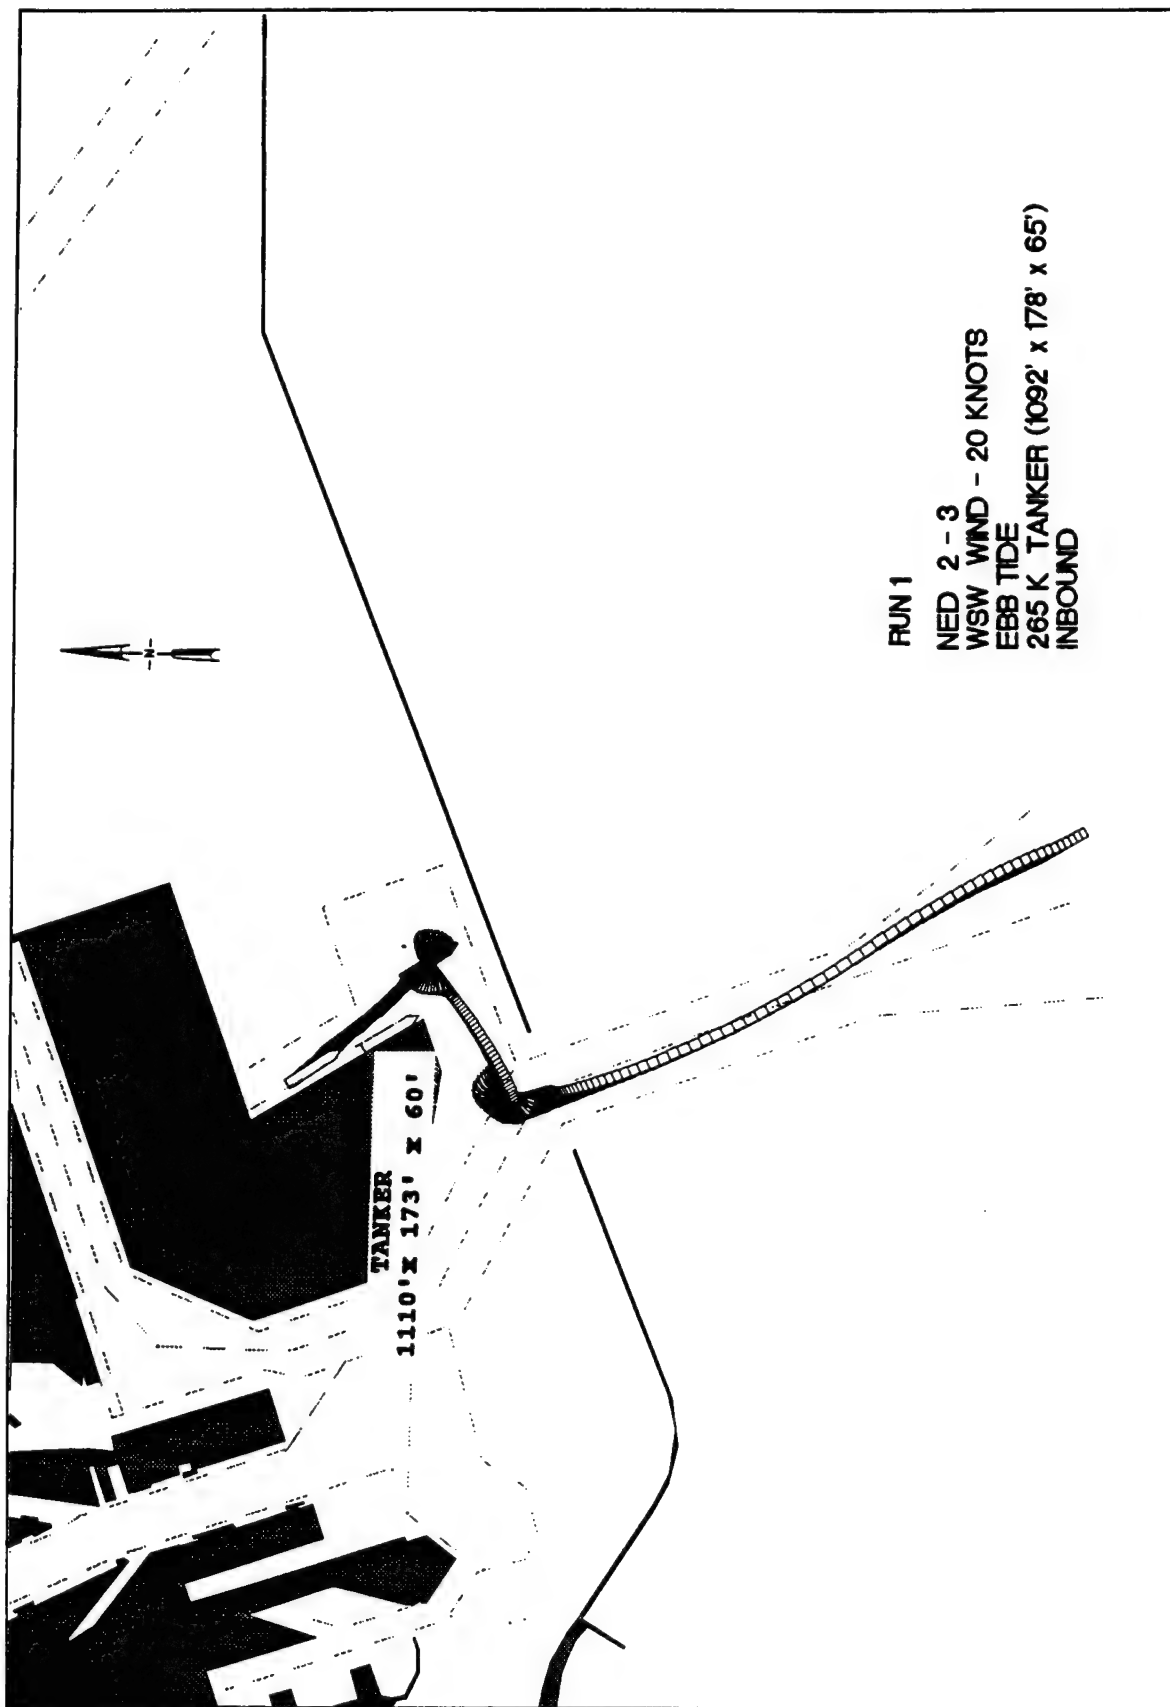 N
TANKER
1110'X 173' X 60'
RUN 1
NED 2 - 3
WSW WIND - 20 KNOTS
EBB TIDE
265 K TANKER (1092' x 178' x 65')
INBOUND